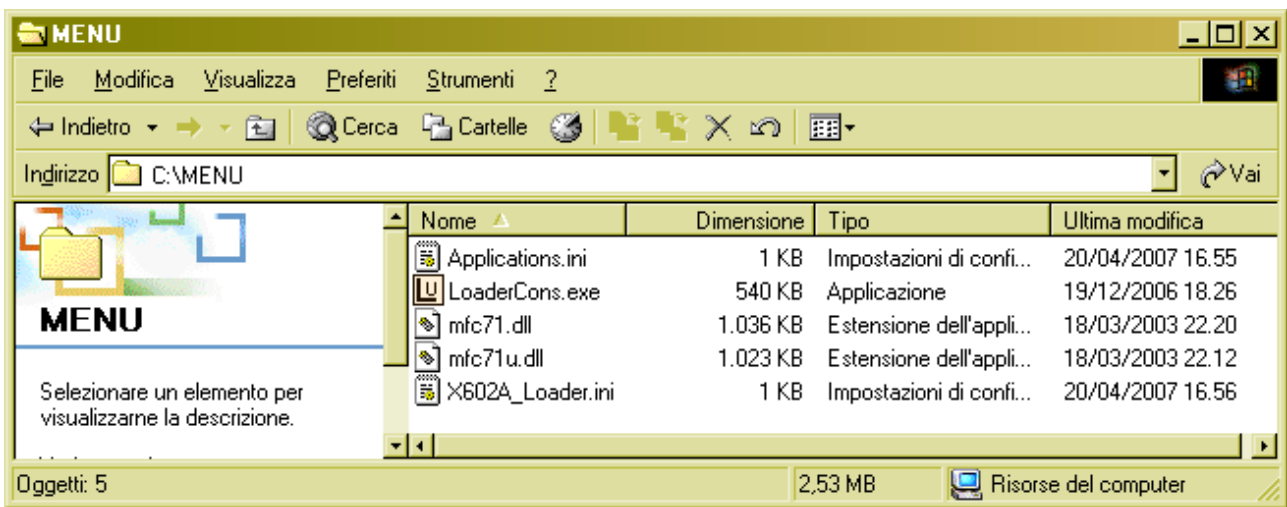 MENU
File Modifica Visualizza Preferiti Strumenti ?
Indietro Cerca Cartelle
Indirizzo C:\MENU Vai
Nome Dimensione Tipo Ultima modifica
Applications.ini 1 KB Impostazioni di confi... 20/04/2007 16.55
LoaderCons.exe 540 KB Applicazione 19/12/2006 18.26
mfc71.dll 1.036 KB Estensione dell'appli... 18/03/2003 22.20
mfc71u.dll 1.023 KB Estensione dell'appli... 18/03/2003 22.12
X602A_Loader.ini 1 KB Impostazioni di confi... 20/04/2007 16.56
MENU
Selezionare un elemento per
visualizzarne la descrizione.
Oggetti: 5 2,53 MB Risorse del computer